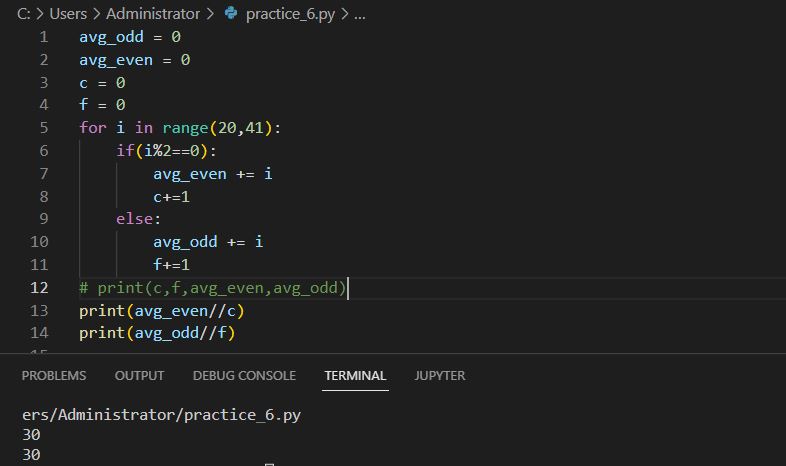 C: > Users > Administrator > practice_6.py > ...
1 avg_odd = 0
2 avg_even = 0
3 c = 0
4 f = 0
5 for i in range(20,41):
6     if(i%2==0):
7         avg_even += i
8         c+=1
9     else:
10         avg_odd += i
11         f+=1
12 # print(c,f,avg_even,avg_odd)
13 print(avg_even//c)
14 print(avg_odd//f)
PROBLEMS OUTPUT DEBUG CONSOLE TERMINAL JUPYTER
ers/Administrator/practice_6.py
30
30